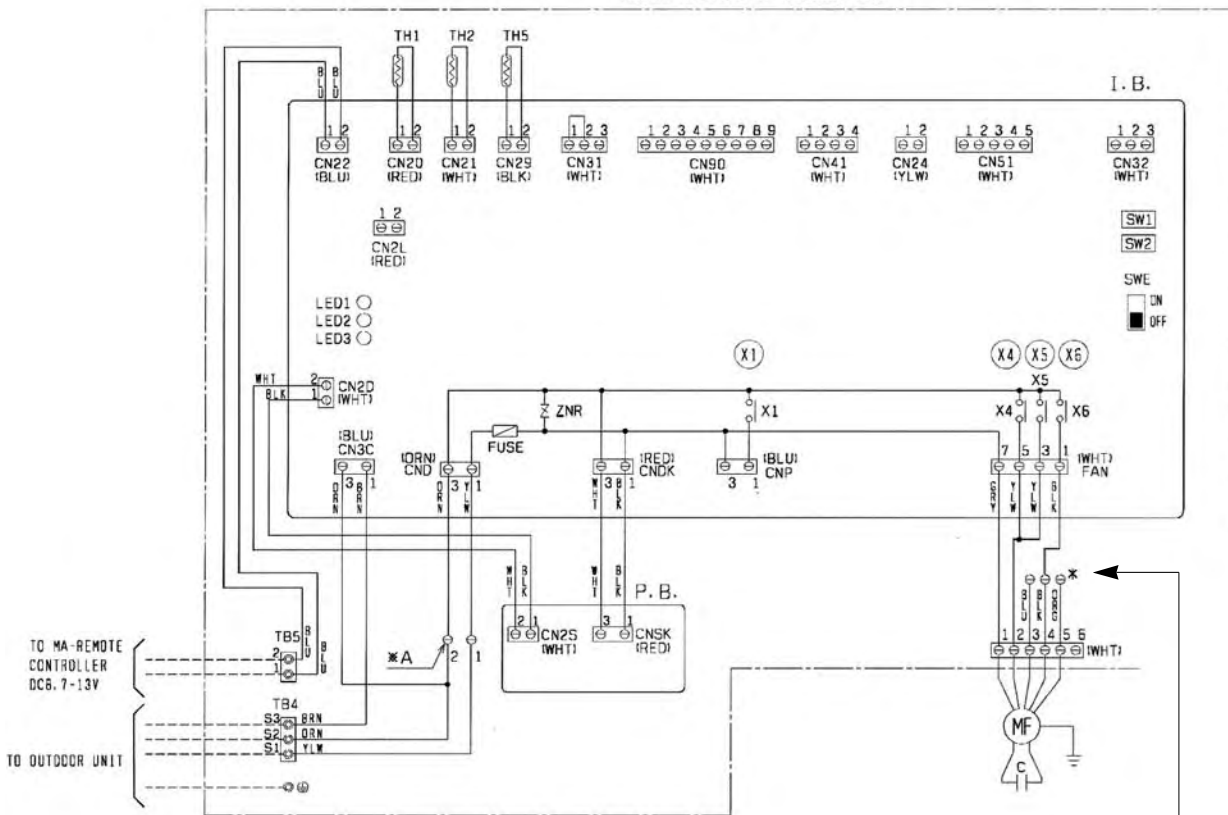 TH1 TH2 TH5
I.B.
BLU BLU
1 2 1 2 1 2 1 2 1 2 3 1 2 3 4 5 6 7 8 9 1 2 3 4 1 2 1 2 3 4 5 1 2 3
CN22 CN20 CN21 CN29 CN31 CN90 CN41 CN24 CN51 CN32
(BLU) (RED) (WHT) (BLK) (WHT) (WHT) (WHT) (YLW) (WHT) (WHT)
1 2
CN2L
(RED)
SW1
SW2
SWE
ON
OFF
LED1
LED2
LED3
X1 X4 X5 X6
WHT 2 CN2D
BLK 1 (WHT)
X5
ZNR X1 X4 X6
FUSE
(BLU)
CN3C
(ORN)
CND
(RED)
CNDK
(BLU)
CNP
(WHT)
FAN
3 1 3 1 3 1 3 1 7 5 3 1
ORN BRN ORN YLW WHT BLK GRY YLW YLW BLK
WHT BLK WHT BLK
P.B.
※
BLU BLK ORG
2 1 CN2S
(WHT)
3 1 CNSK
(RED)
※A 2 1
1 2 3 4 5 6 (WHT)
TO MA-REMOTE
CONTROLLER
DC8.7-13V
TB5
2 BLU
1 BLU
TB4
S3 BRN
S2 ORN
S1 YLW
TO OUTDOOR UNIT
MF
C